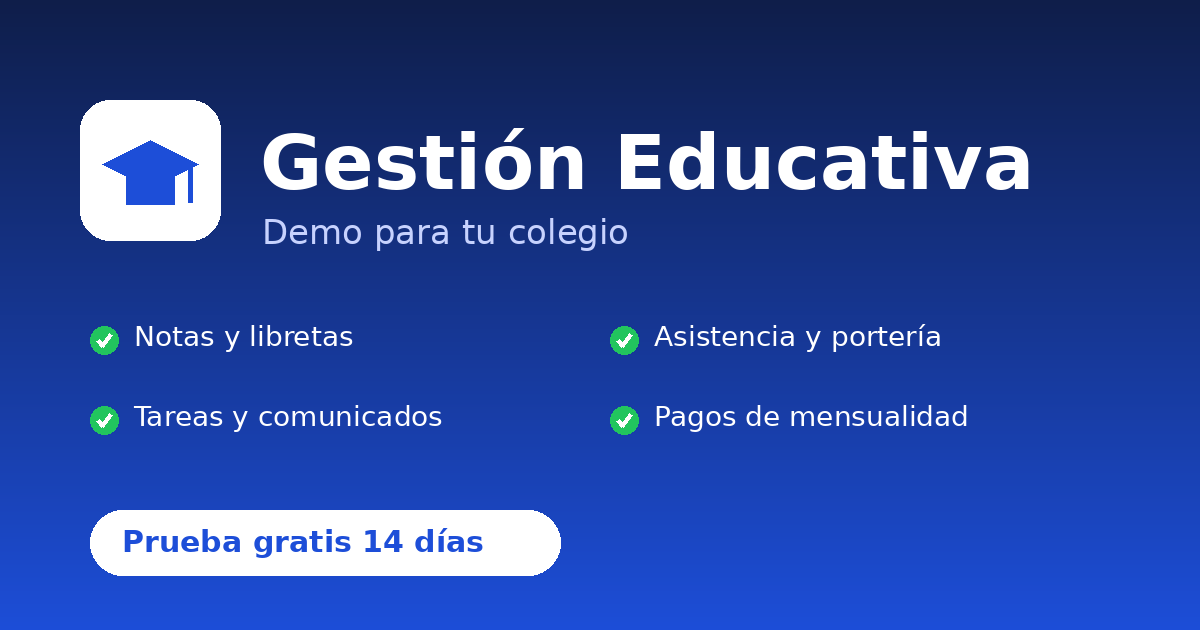 Gestión Educativa
Demo para tu colegio
Notas y libretas
Asistencia y portería
Tareas y comunicados
Pagos de mensualidad
Prueba gratis 14 días